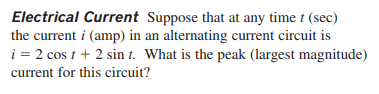 Electrical Current Suppose that at any time t (sec)
the current i (amp) in an alternating current circuit is
i = 2 cos t + 2 sin t. What is the peak (largest magnitude)
current for this circuit?